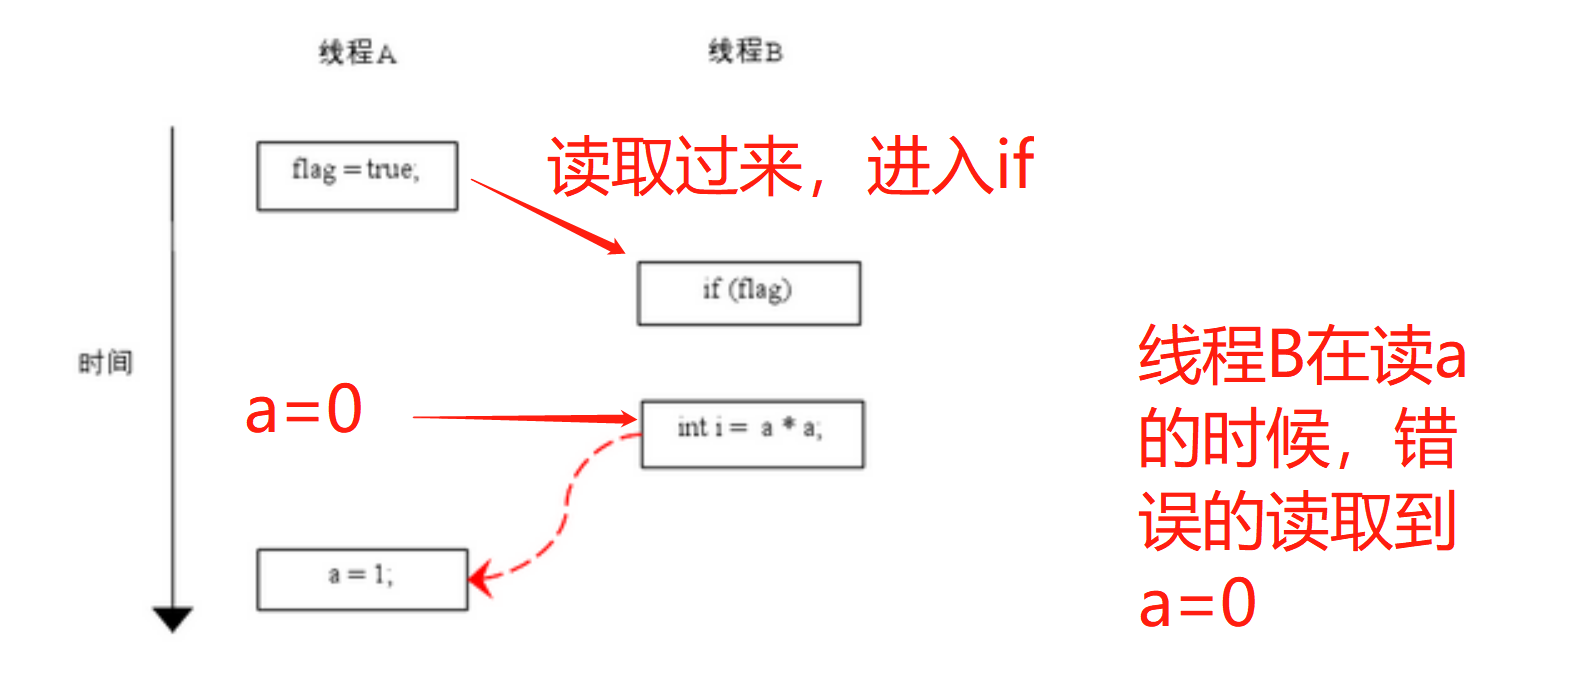 线程A
线程B
flag = true;
读取过来，进入if
if (flag)
时间
a=0
int i = a * a;
线程B在读a
的时候，错
误的读取到
a=0
a = 1;